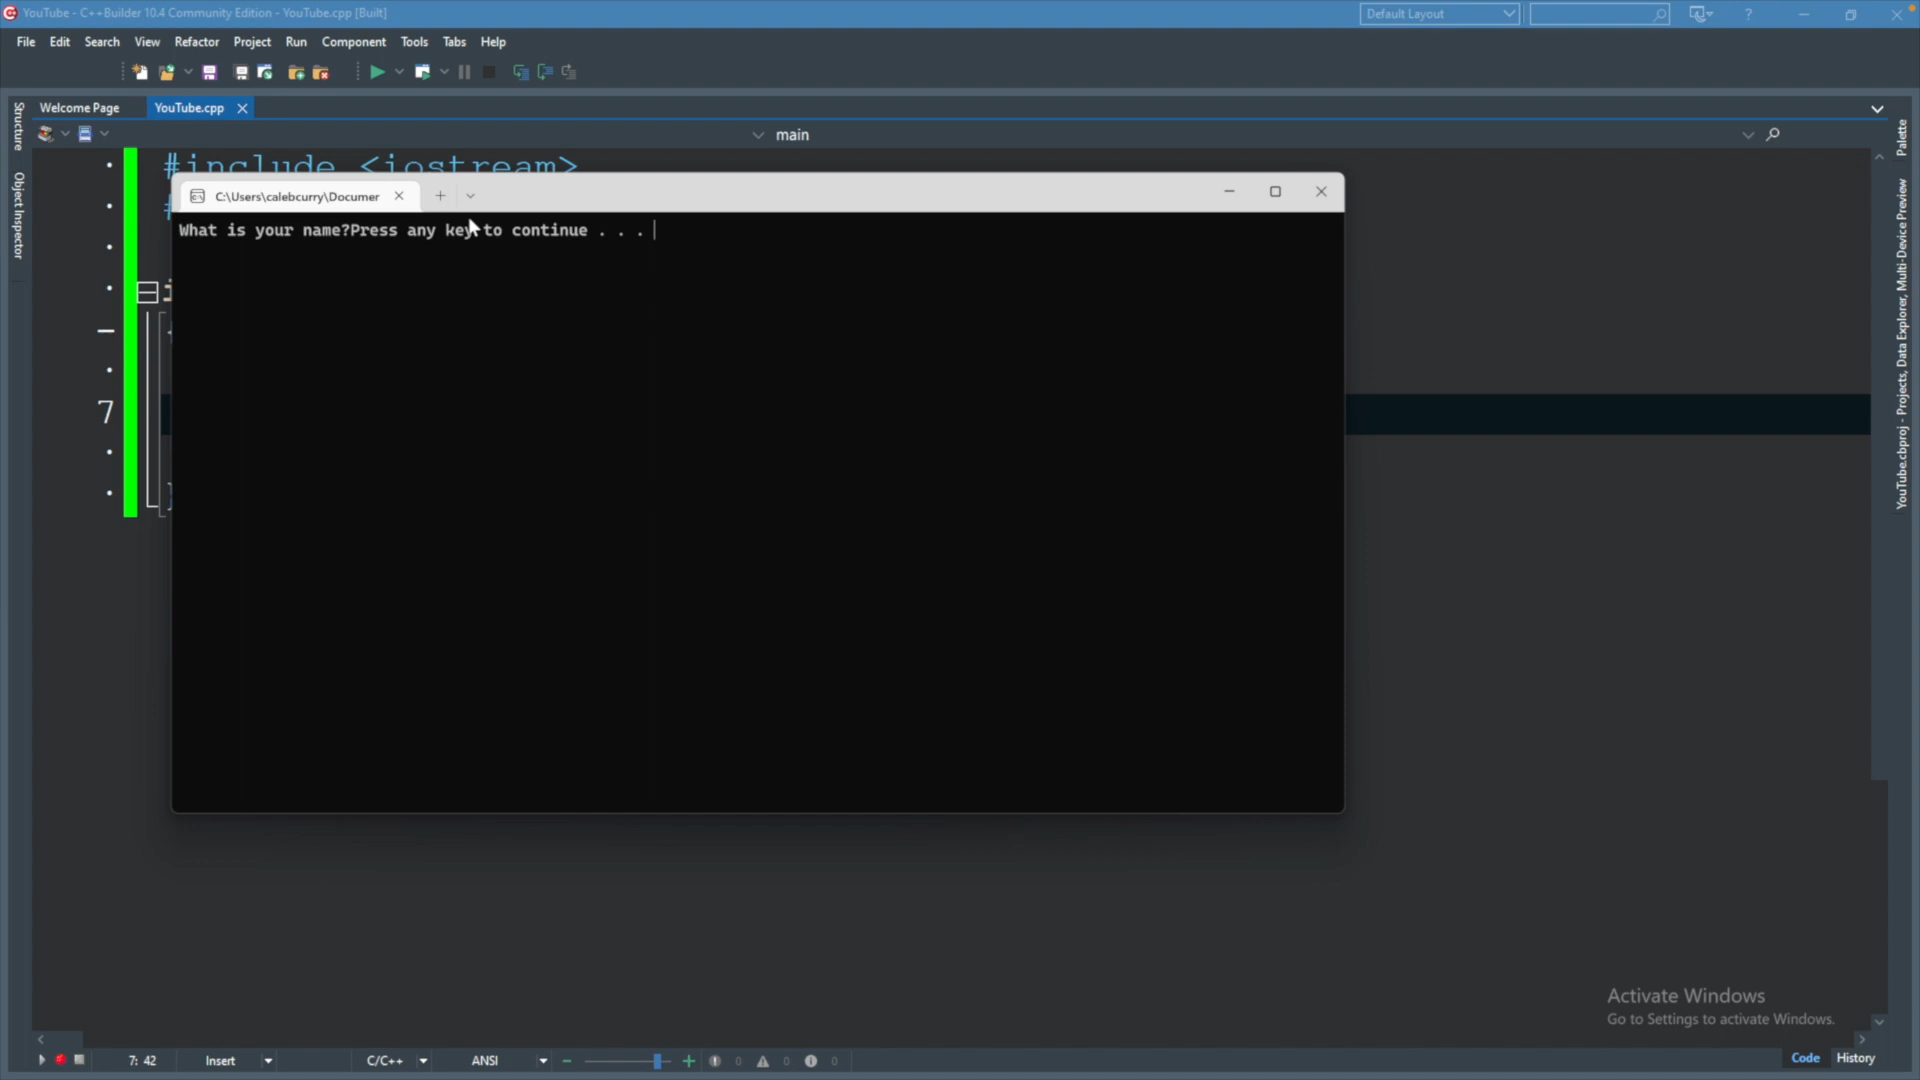 YouTube - C++Builder 10.4 Community Edition - YouTube.cpp [Built]
Default Layout
?
File Edit Search View Refactor Project Run Component Tools Tabs Help
Structure
Object Inspector
Welcome Page
YouTube.cpp
main
#include <iostream>
C:\Users\calebcurry\Documer
What is your name?Press any key to continue . . .
7
Palette
YouTube.cbproj - Projects, Data Explorer, Multi-Device Preview
Activate Windows
Go to Settings to activate Windows.
7: 42
Insert
C/C++
ANSI
0
0
0
Code
History